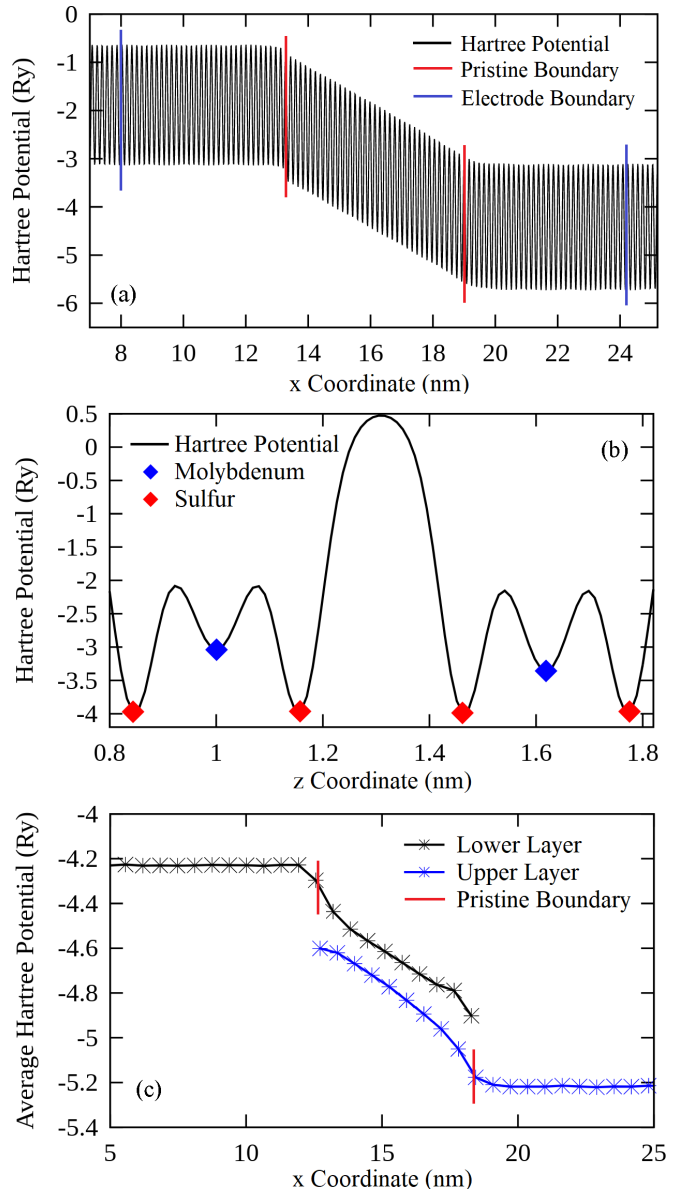 0
-1
-2
-3
-4
-5
-6
Hartree Potential (Ry)
Hartree Potential
Pristine Boundary
Electrode Boundary
(a)
8 10 12 14 16 18 20 22 24
x Coordinate (nm)
0.5
0
-0.5
-1
-1.5
-2
-2.5
-3
-3.5
-4
Hartree Potential (Ry)
Hartree Potential
Molybdenum
Sulfur
(b)
0.8 1 1.2 1.4 1.6 1.8
z Coordinate (nm)
-4
-4.2
-4.4
-4.6
-4.8
-5
-5.2
-5.4
Average Hartree Potential (Ry)
Lower Layer
Upper Layer
Pristine Boundary
(c)
5 10 15 20 25
x Coordinate (nm)